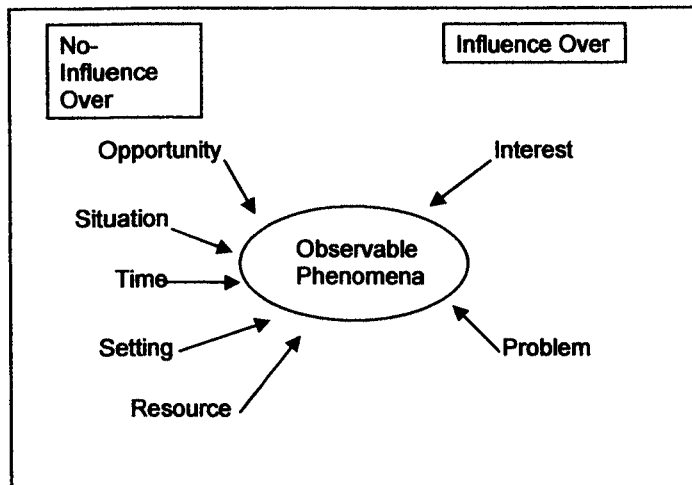 No-
Influence
Over
Influence Over
Opportunity
Interest
Situation
Observable
Phenomena
Time
Setting
Problem
Resource